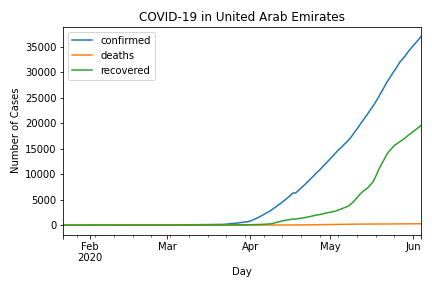 COVID-19 in United Arab Emirates
confirmed
deaths
recovered
Number of Cases
35000
30000
25000
20000
15000
10000
5000
0
Feb
2020
Mar
Apr
May
Jun
Day